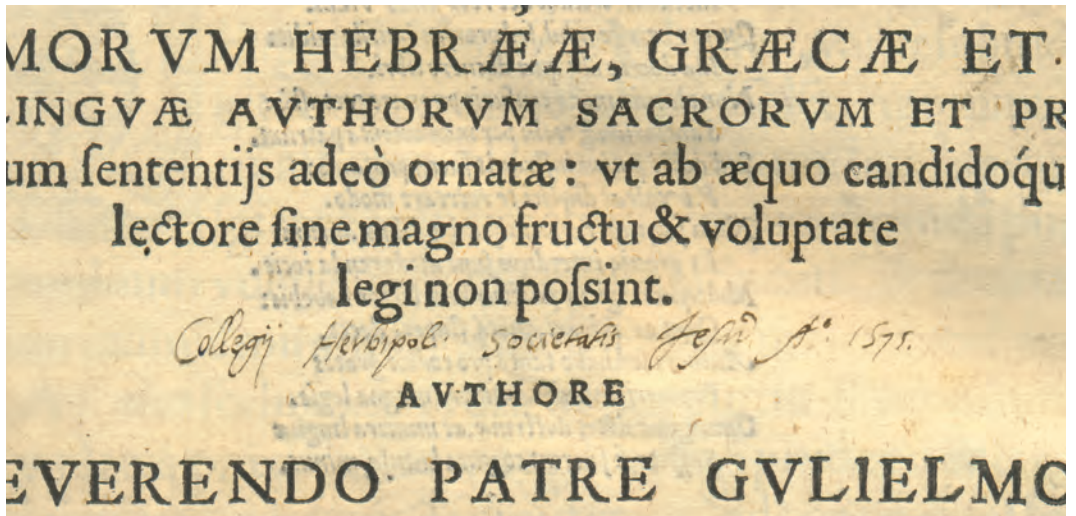 MORVM HEBRÆÆ, GRÆCÆ ET
LINGVÆ AVTHORVM SACRORVM ET PR
um ſententijs adeò ornatæ: vt ab æquo candidoq́u
lectore ſine magno fructu & voluptate
legi non poſsint.
Collegij Herbipol. Societatis Jesu A.º 1575.
AVTHORE
EVERENDO PATRE GVLIELMO